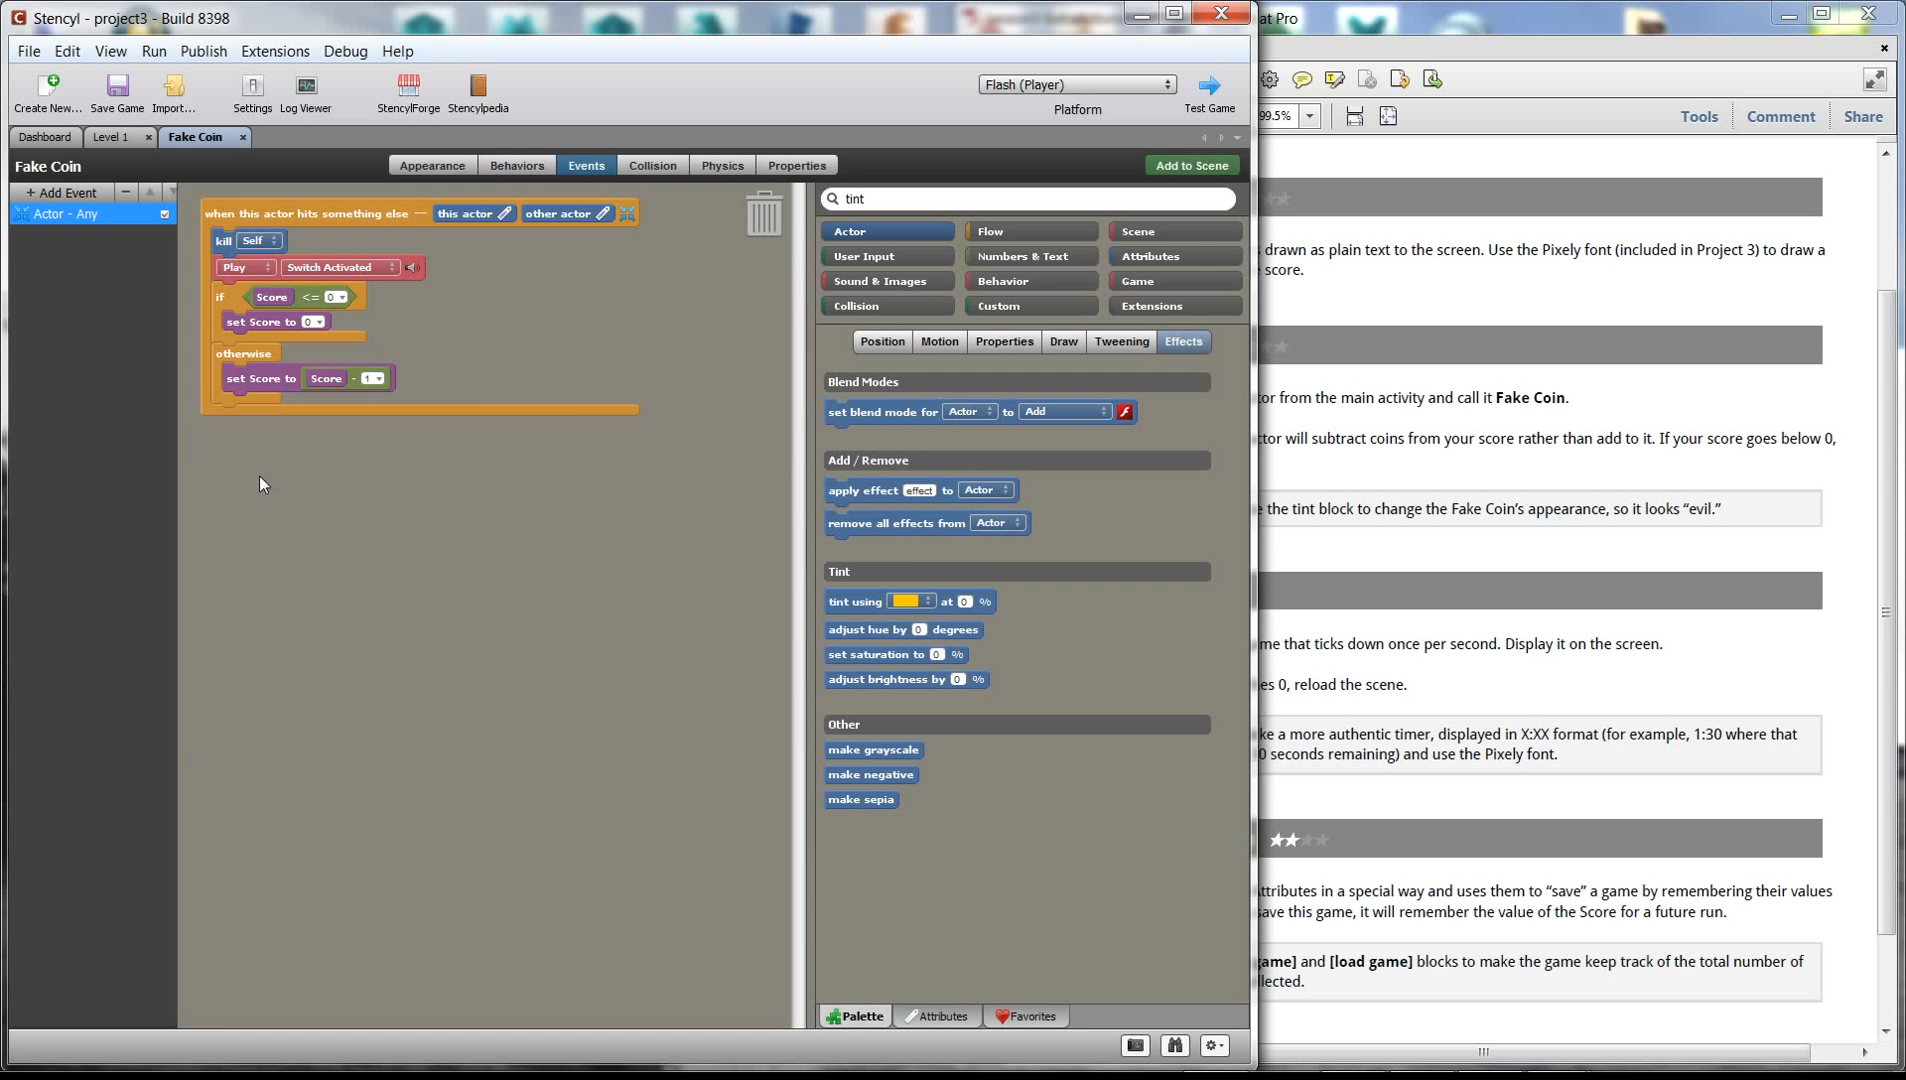 Stencyl - project3 - Build 8398
at Pro
File Edit View Run Publish Extensions Debug Help
Create New... Save Game Import... Settings Log Viewer StencylForge Stencylpedia
Flash (Player)
Platform
Test Game
99.5%
Tools Comment Share
Dashboard Level 1 Fake Coin
Fake Coin
Appearance Behaviors Events Collision Physics Properties
Add to Scene
+ Add Event
Actor - Any
when this actor hits something else — this actor other actor
kill Self
Play Switch Activated
if Score <= 0
set Score to 0
otherwise
set Score to Score - 1
tint
Actor Flow Scene
User Input Numbers & Text Attributes
Sound & Images Behavior Game
Collision Custom Extensions
Position Motion Properties Draw Tweening Effects
Blend Modes
set blend mode for Actor to Add
Add / Remove
apply effect effect to Actor
remove all effects from Actor
Tint
tint using at 0 %
adjust hue by 0 degrees
set saturation to 0 %
adjust brightness by 0 %
Other
make grayscale
make negative
make sepia
Palette Attributes Favorites
s drawn as plain text to the screen. Use the Pixely font (included in Project 3) to draw a
score.
tor from the main activity and call it Fake Coin.
ctor will subtract coins from your score rather than add to it. If your score goes below 0,
e the tint block to change the Fake Coin’s appearance, so it looks “evil.”
me that ticks down once per second. Display it on the screen.
es 0, reload the scene.
ke a more authentic timer, displayed in X:XX format (for example, 1:30 where that
0 seconds remaining) and use the Pixely font.
Attributes in a special way and uses them to “save” a game by remembering their values
save this game, it will remember the value of the Score for a future run.
game] and [load game] blocks to make the game keep track of the total number of
llected.